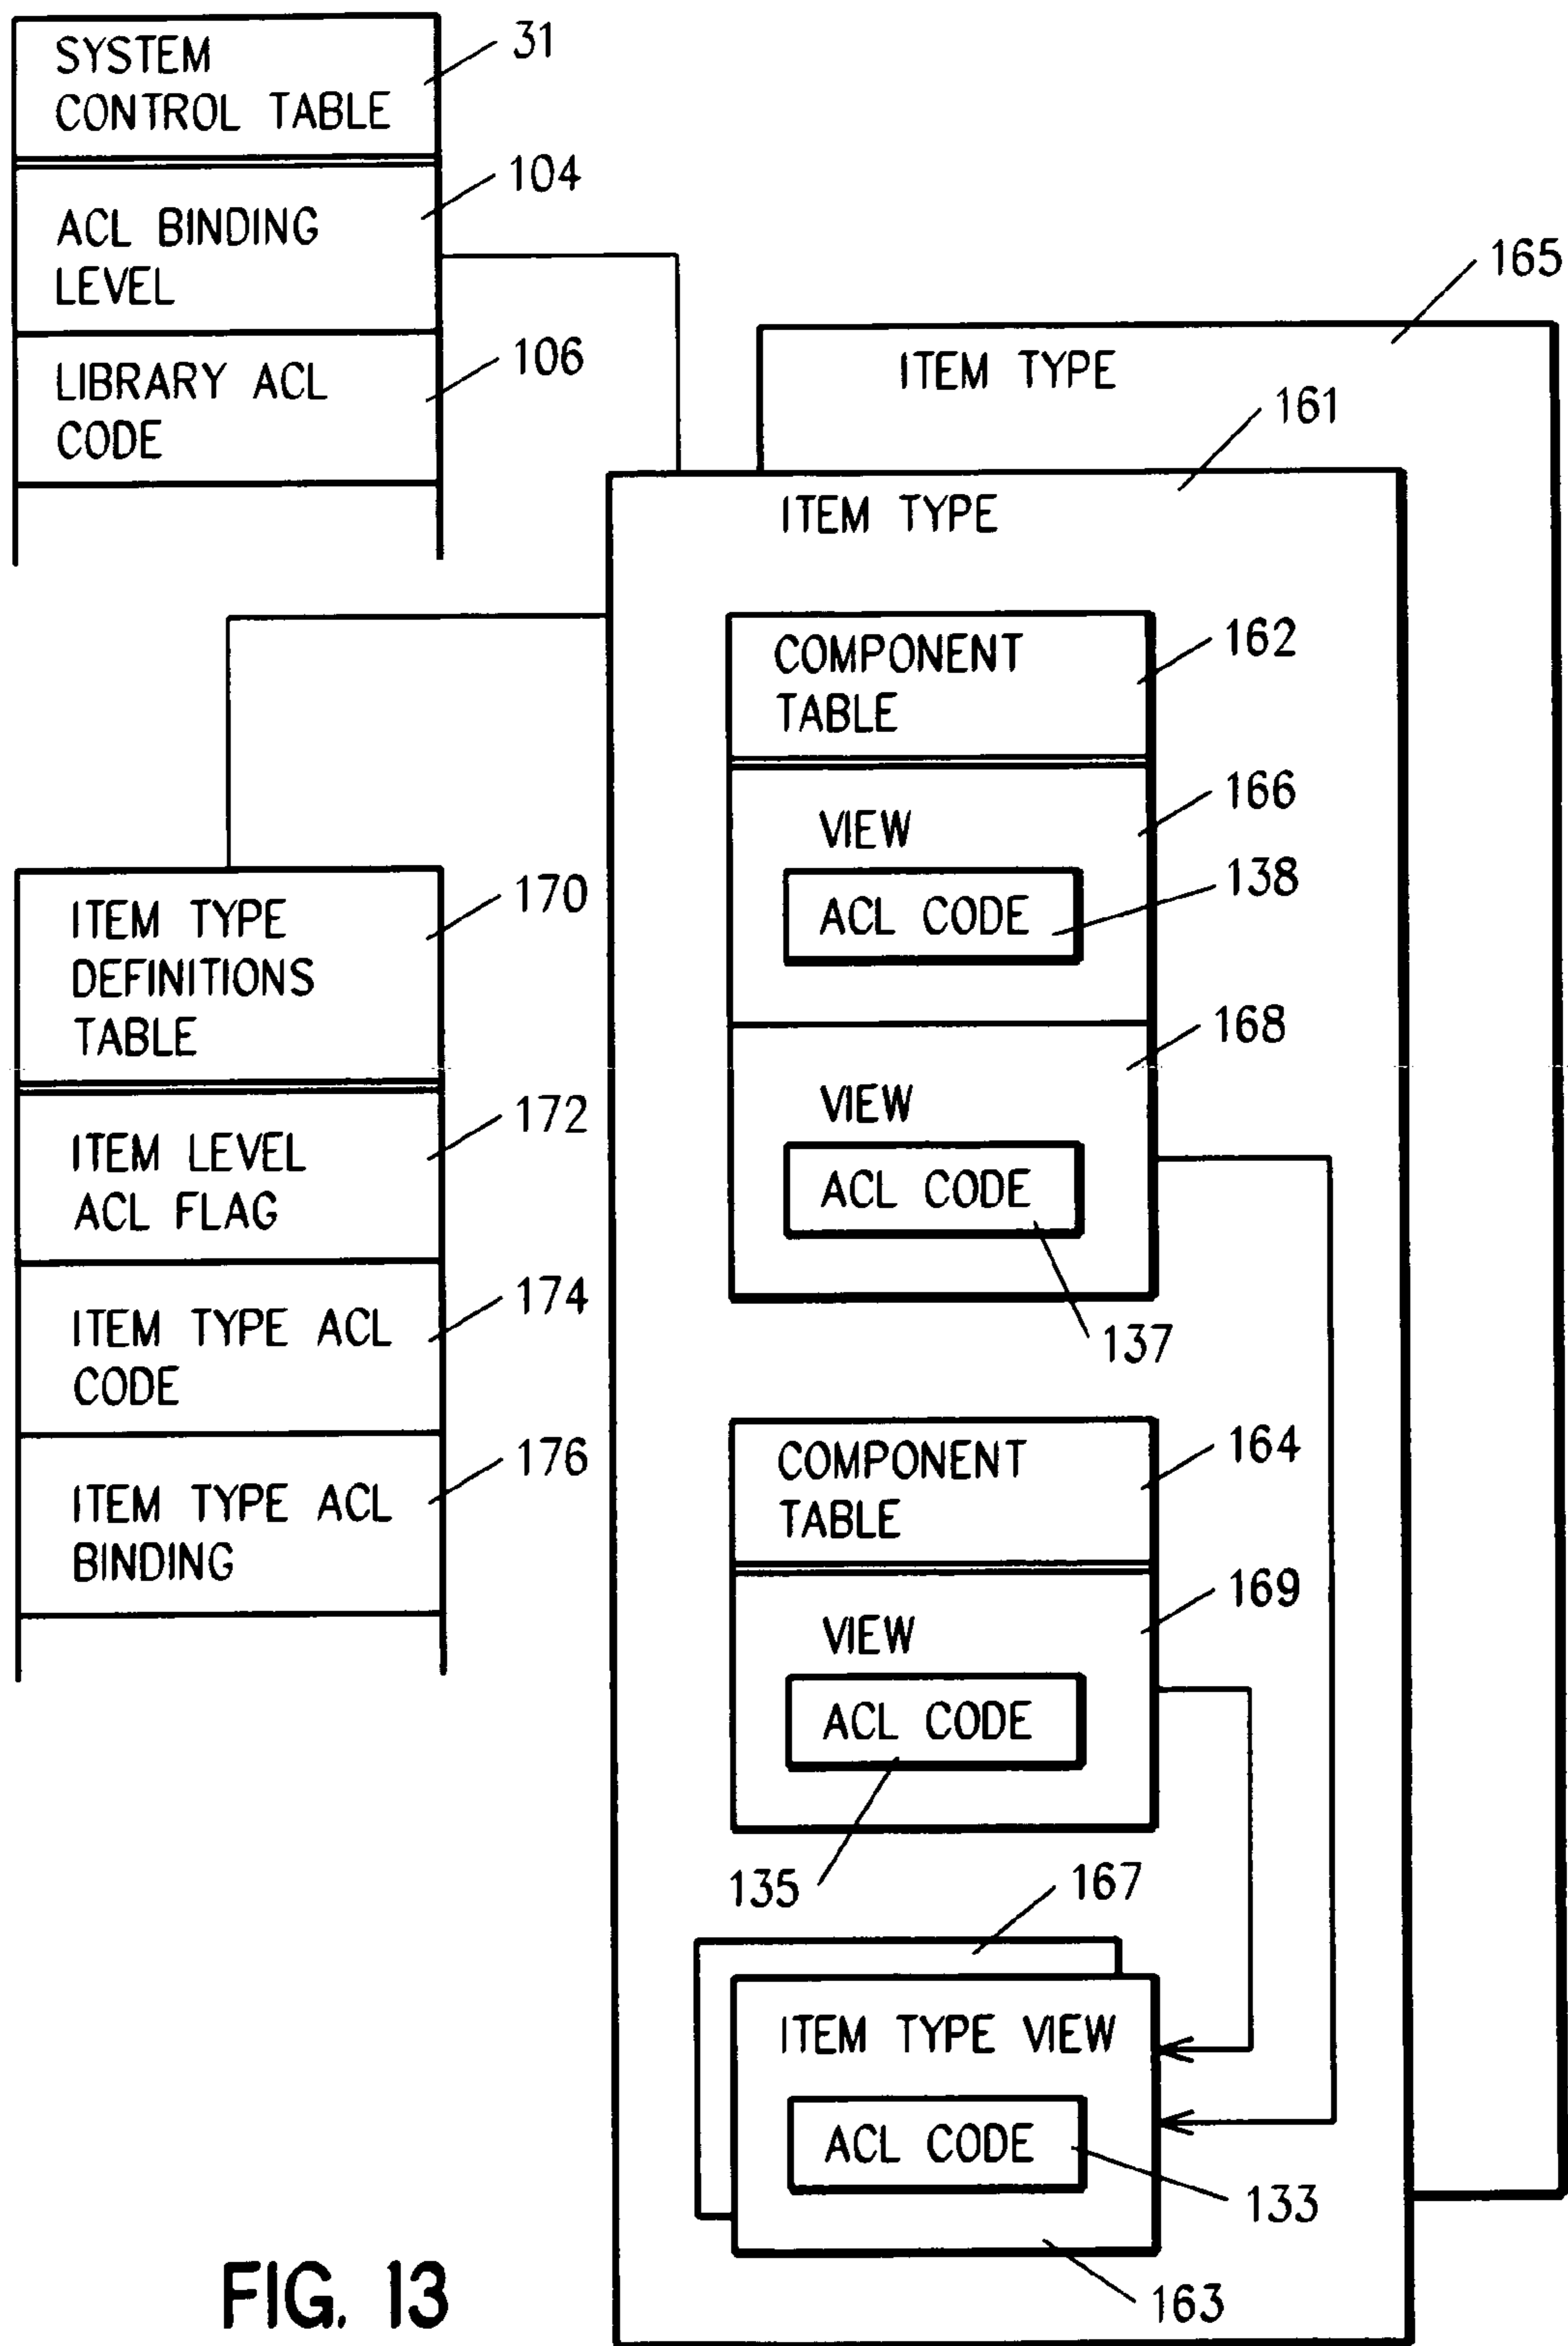 SYSTEM
CONTROL TABLE
31
ACL BINDING
LEVEL
104
LIBRARY ACL
CODE
106
165
ITEM TYPE
161
ITEM TYPE
COMPONENT
TABLE
162
VIEW
166
ACL CODE
138
VIEW
168
ACL CODE
137
ITEM TYPE
DEFINITIONS
TABLE
170
ITEM LEVEL
ACL FLAG
172
ITEM TYPE ACL
CODE
174
ITEM TYPE ACL
BINDING
176
COMPONENT
TABLE
164
VIEW
169
ACL CODE
135
167
ITEM TYPE VIEW
ACL CODE
133
163
FIG. 13